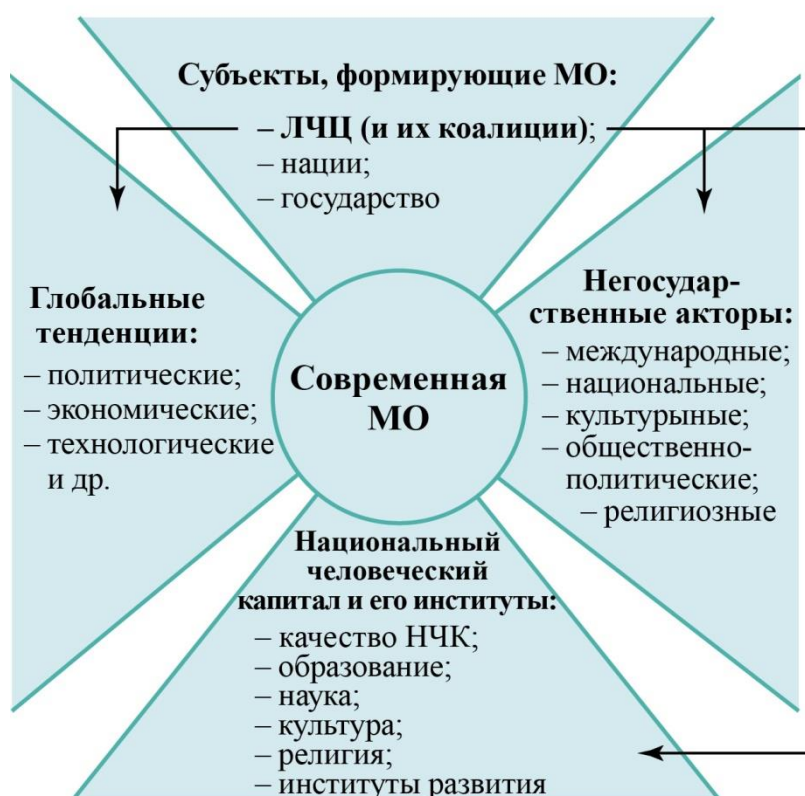 Субъекты, формирующие МО:
– ЛЧЦ (и их коалиции);
– нации;
– государство
Глобальные
тенденции:
– политические;
– экономические;
– технологические
и др.
Современная
МО
Негосудар-
ственные акторы:
– международные;
– национальные;
– культурыные;
– общественно-
политические;
– религиозные
Национальный
человеческий
капитал и его институты:
– качество НЧК;
– образование;
– наука;
– культура;
– религия;
– институты развития